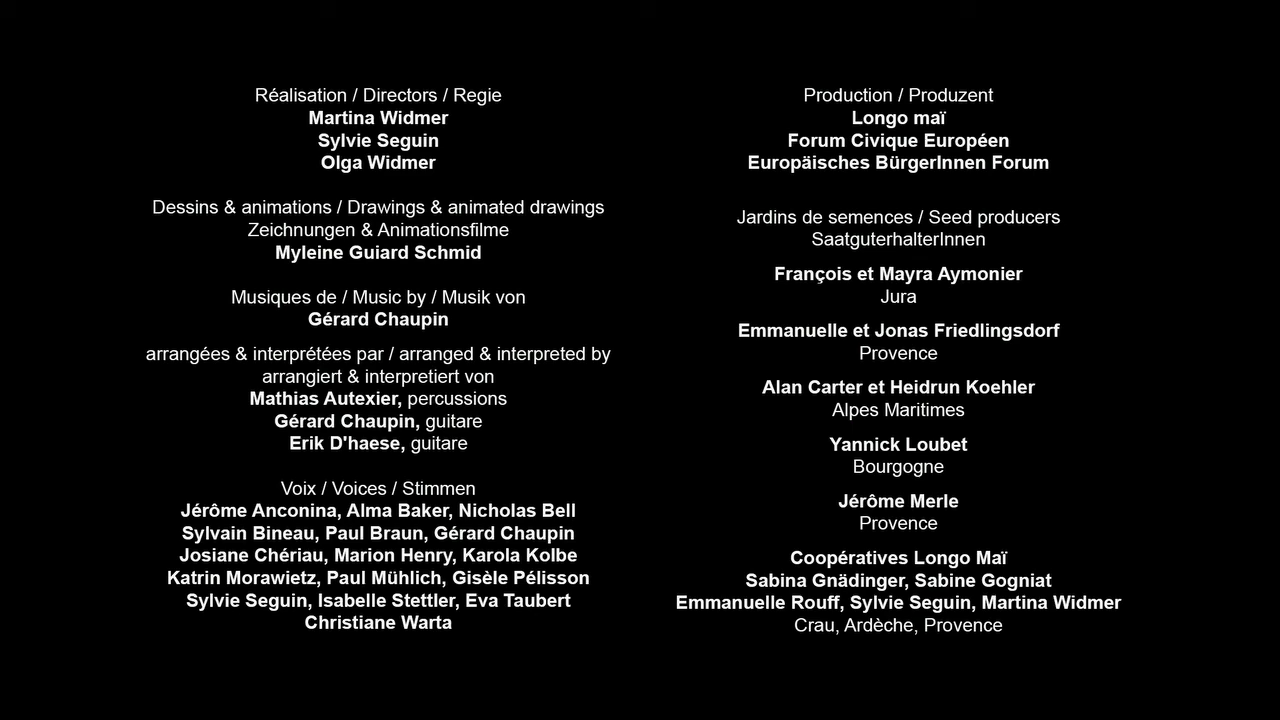 Réalisation / Directors / Regie
Martina Widmer
Sylvie Seguin
Olga Widmer
Dessins & animations / Drawings & animated drawings
Zeichnungen & Animationsfilme
Myleine Guiard Schmid
Musiques de / Music by / Musik von
Gérard Chaupin
arrangées & interprétées par / arranged & interpreted by
arrangiert & interpretiert von
Mathias Autexier, percussions
Gérard Chaupin, guitare
Erik D'haese, guitare
Voix / Voices / Stimmen
Jérôme Anconina, Alma Baker, Nicholas Bell
Sylvain Bineau, Paul Braun, Gérard Chaupin
Josiane Chériau, Marion Henry, Karola Kolbe
Katrin Morawietz, Paul Mühlich, Gisèle Pélisson
Sylvie Seguin, Isabelle Stettler, Eva Taubert
Christiane Warta
Production / Produzent
Longo maï
Forum Civique Européen
Europäisches BürgerInnen Forum
Jardins de semences / Seed producers
SaatguterhalterInnen
François et Mayra Aymonier
Jura
Emmanuelle et Jonas Friedlingsdorf
Provence
Alan Carter et Heidrun Koehler
Alpes Maritimes
Yannick Loubet
Bourgogne
Jérôme Merle
Provence
Coopératives Longo Maï
Sabina Gnädinger, Sabine Gogniat
Emmanuelle Rouff, Sylvie Seguin, Martina Widmer
Crau, Ardèche, Provence